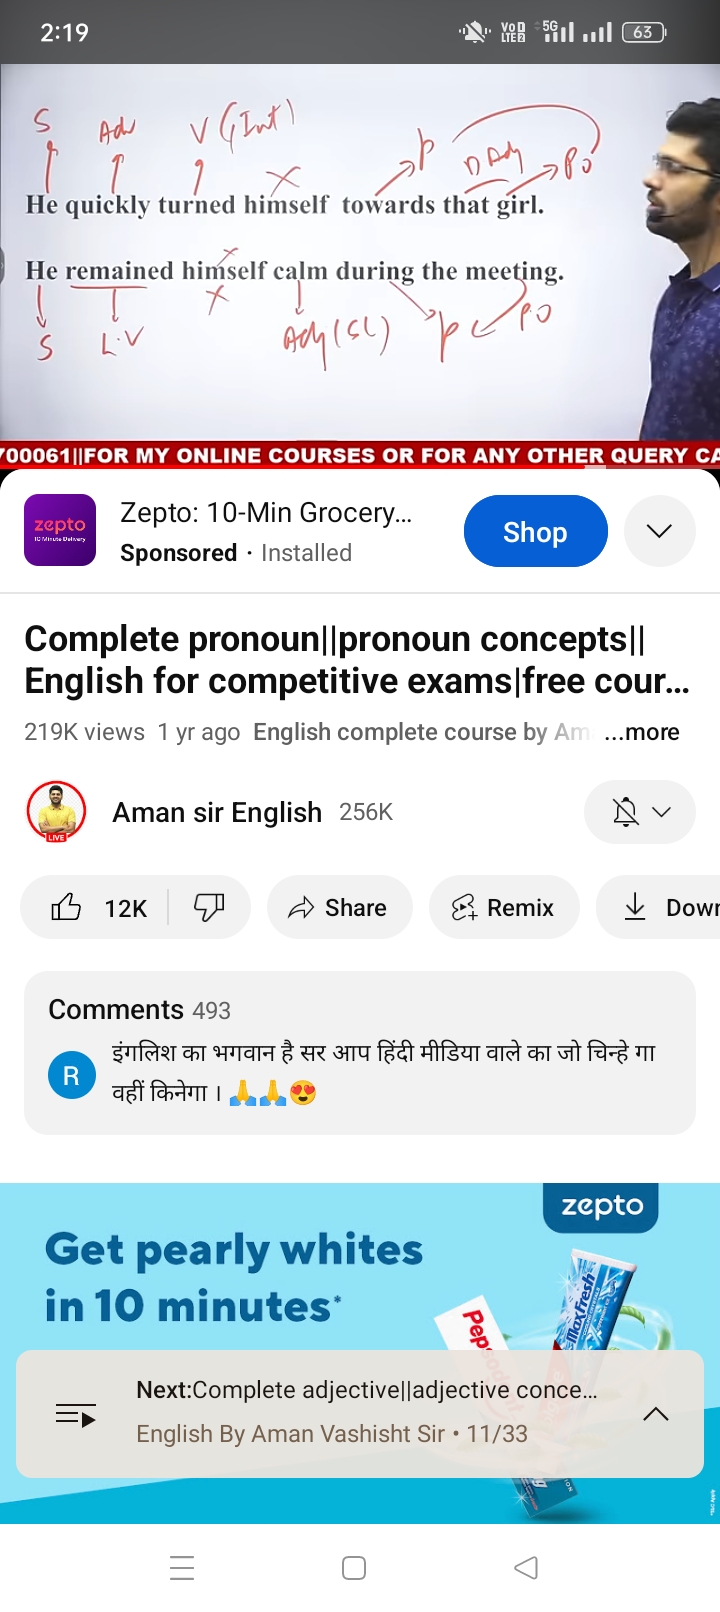 2:19
VoD LTE2 5G 63
S Adv V (Int) P D Adj Po
He quickly turned himself towards that girl.
He remained himself calm during the meeting.
S L.V Adj (SC) P P.O
700061||FOR MY ONLINE COURSES OR FOR ANY OTHER QUERY CA
zepto
10 Minute Delivery
Zepto: 10-Min Grocery...
Sponsored · Installed
Shop
Complete pronoun||pronoun concepts||
English for competitive exams|free cour...
219K views 1 yr ago English complete course by Am ...more
LIVE
Aman sir English 256K
12K Share Remix Down
Comments 493
R
इंगलिश का भगवान है सर आप हिंदी मीडिया वाले का जो चिन्हे गा
वहीं किनेगा । 🙏🙏😍
zepto
Get pearly whites
in 10 minutes*
MaxFresh
Pep
Next:Complete adjective||adjective conce...
English By Aman Vashisht Sir • 11/33